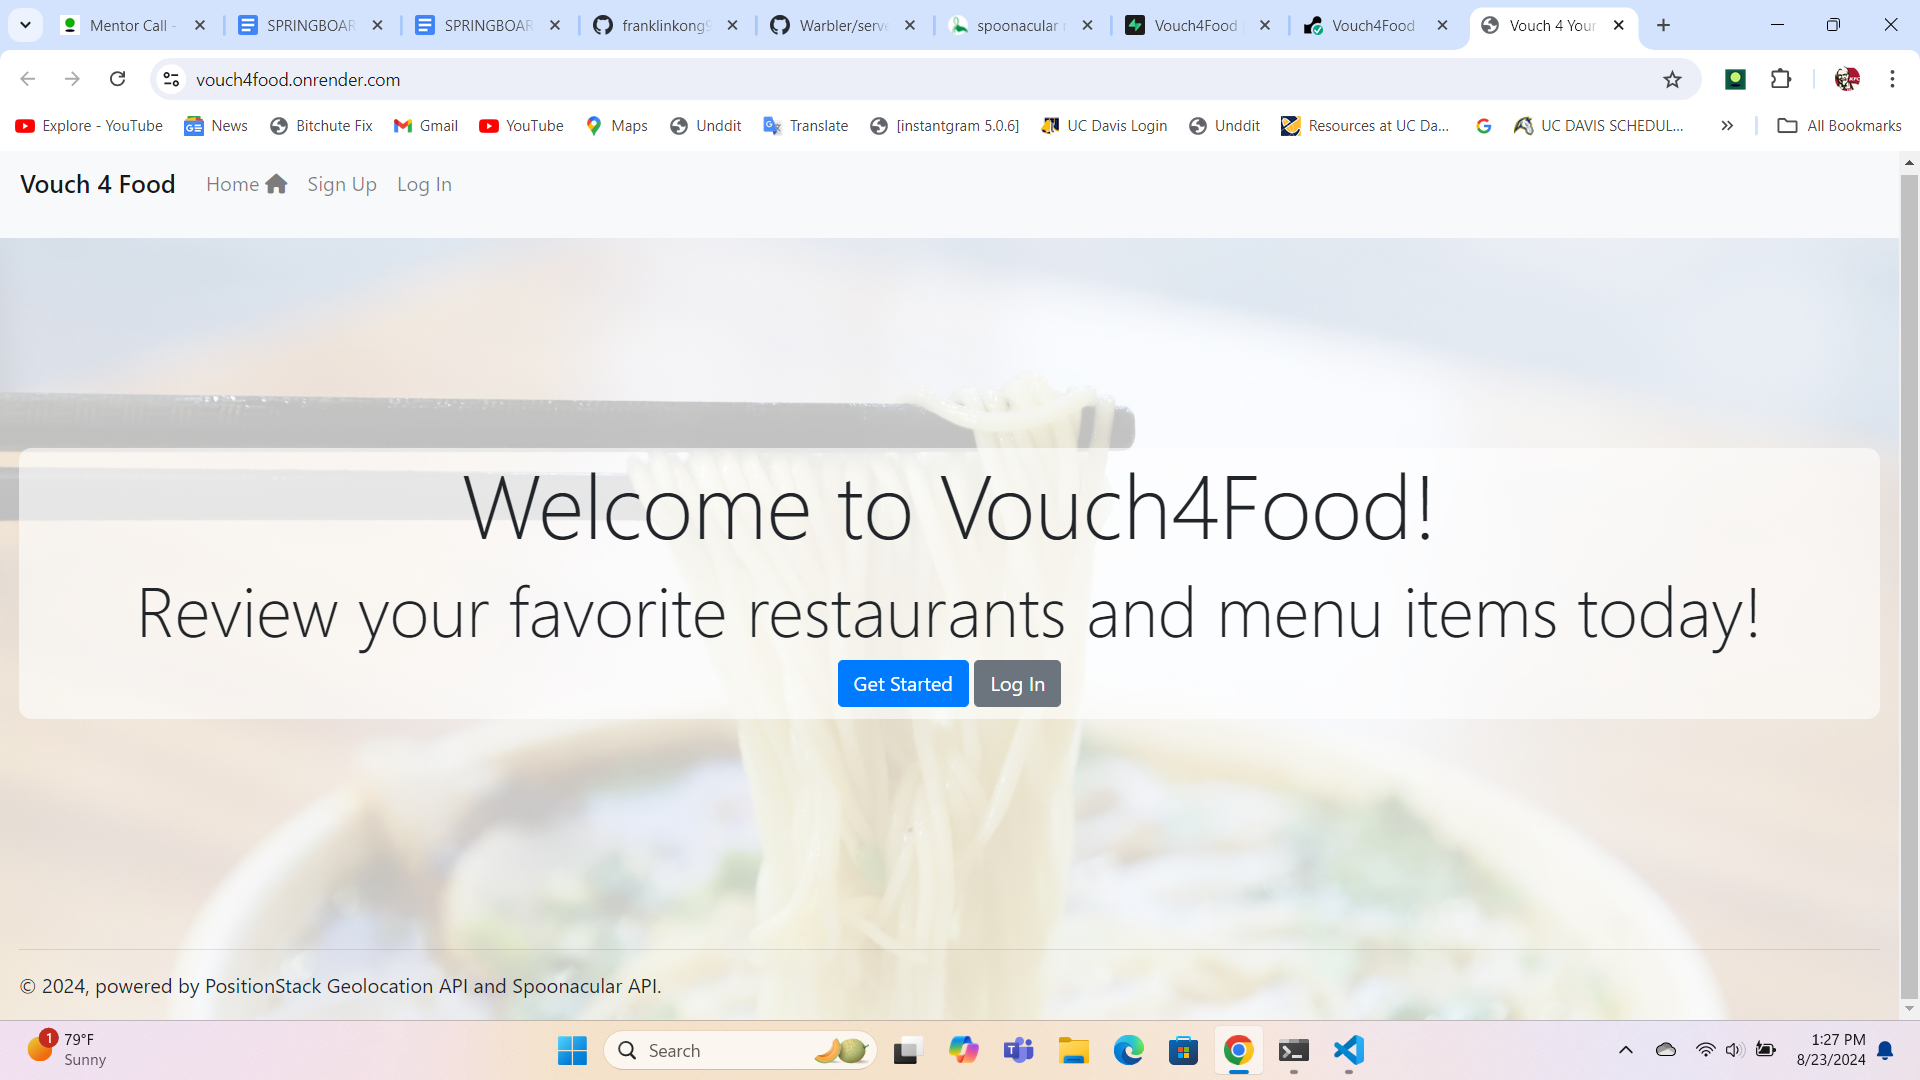 Mentor Call -
SPRINGBOAR
SPRINGBOAR
franklinkong9
Warbler/serve
spoonacular
Vouch4Food
Vouch4Food
Vouch 4 Your
vouch4food.onrender.com
Explore - YouTube
News
Bitchute Fix
Gmail
YouTube
Maps
Unddit
Translate
[instantgram 5.0.6]
UC Davis Login
Unddit
Resources at UC Da...
UC DAVIS SCHEDUL...
All Bookmarks
Vouch 4 Food
Home
Sign Up
Log In
Welcome to Vouch4Food!
Review your favorite restaurants and menu items today!
Get Started
Log In
© 2024, powered by PositionStack Geolocation API and Spoonacular API.
1
79°F
Sunny
Search
1:27 PM
8/23/2024